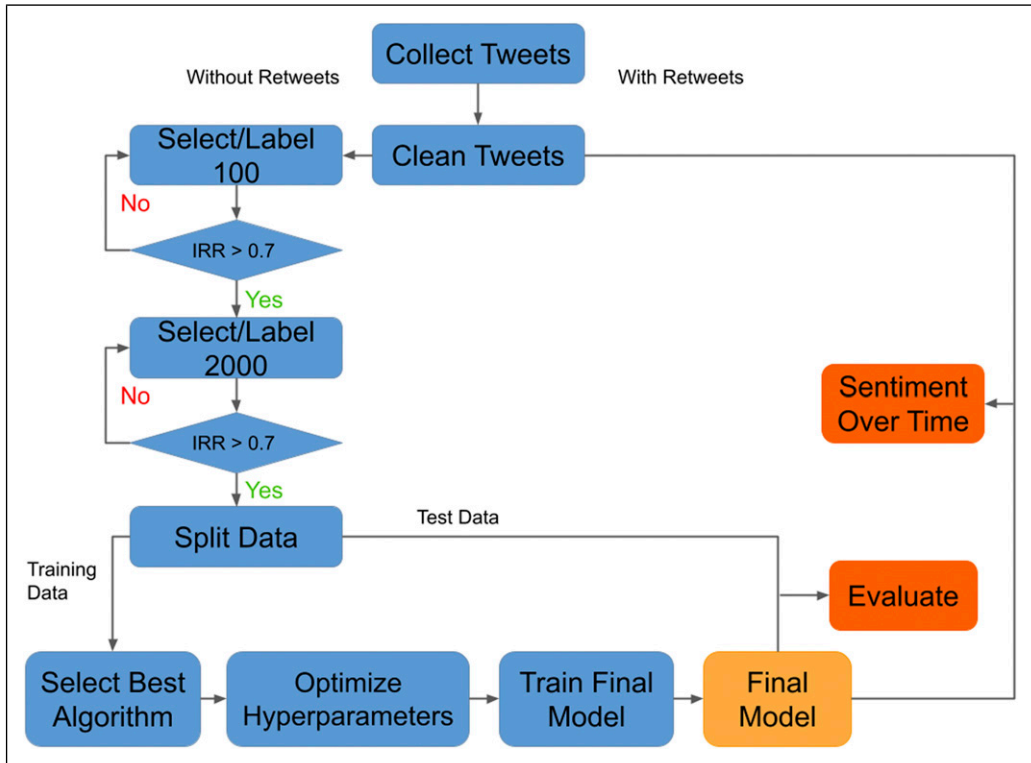 Collect Tweets
Without Retweets
With Retweets
Select/Label
100
Clean Tweets
No
IRR > 0.7
Yes
Select/Label
2000
No
IRR > 0.7
Yes
Sentiment
Over Time
Split Data
Test Data
Training
Data
Evaluate
Select Best
Algorithm
Optimize
Hyperparameters
Train Final
Model
Final
Model